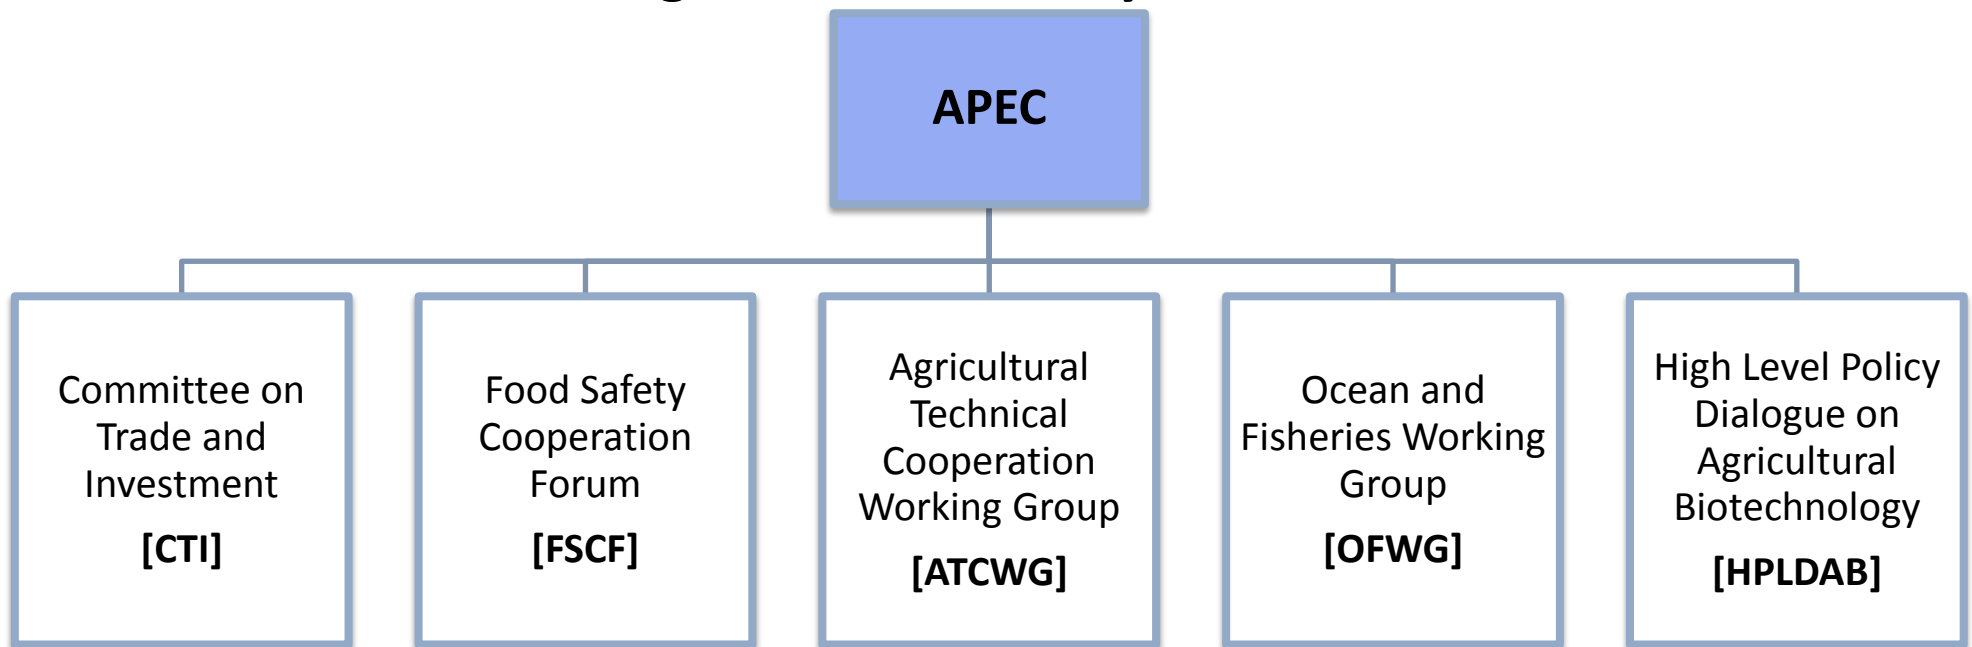 APEC
Committee on
Trade and
Investment
[CTI]
Food Safety
Cooperation
Forum
[FSCF]
Agricultural
Technical
Cooperation
Working Group
[ATCWG]
Ocean and
Fisheries Working
Group
[OFWG]
High Level Policy
Dialogue on
Agricultural
Biotechnology
[HPLDAB]